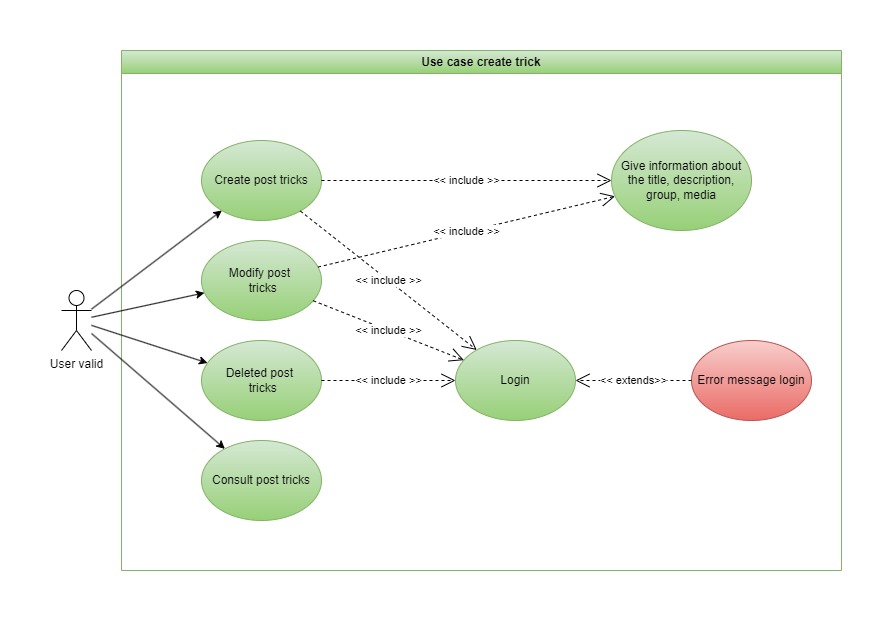 Use case create trick
Create post tricks
<< include >>
Give information about
the title, description,
group, media
<< include >>
Modify post
tricks
<< include >>
<< include >>
User valid
Deleted post
tricks
<< include >>
Login
<< extends>>
Error message login
Consult post tricks